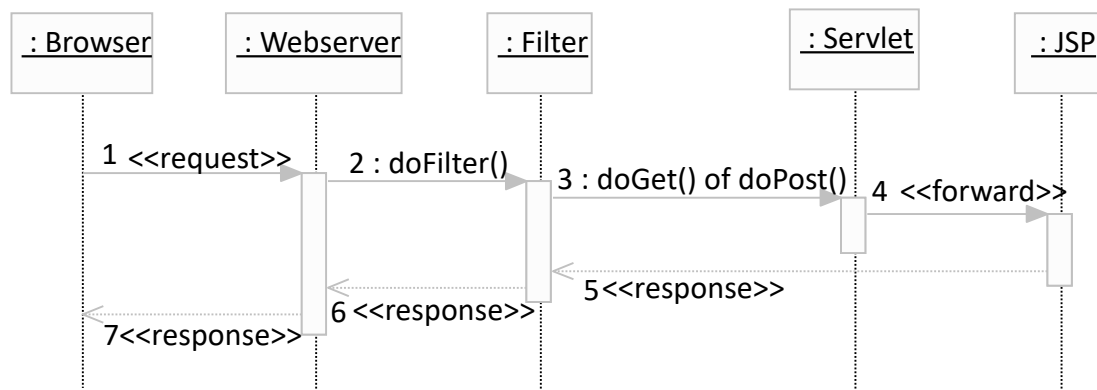 : Browser
: Webserver
: Filter
: Servlet
: JSP
1 <<request>>
2 : doFilter()
3 : doGet() of doPost()
4 <<forward>>
5<<response>>
6<<response>>
7<<response>>